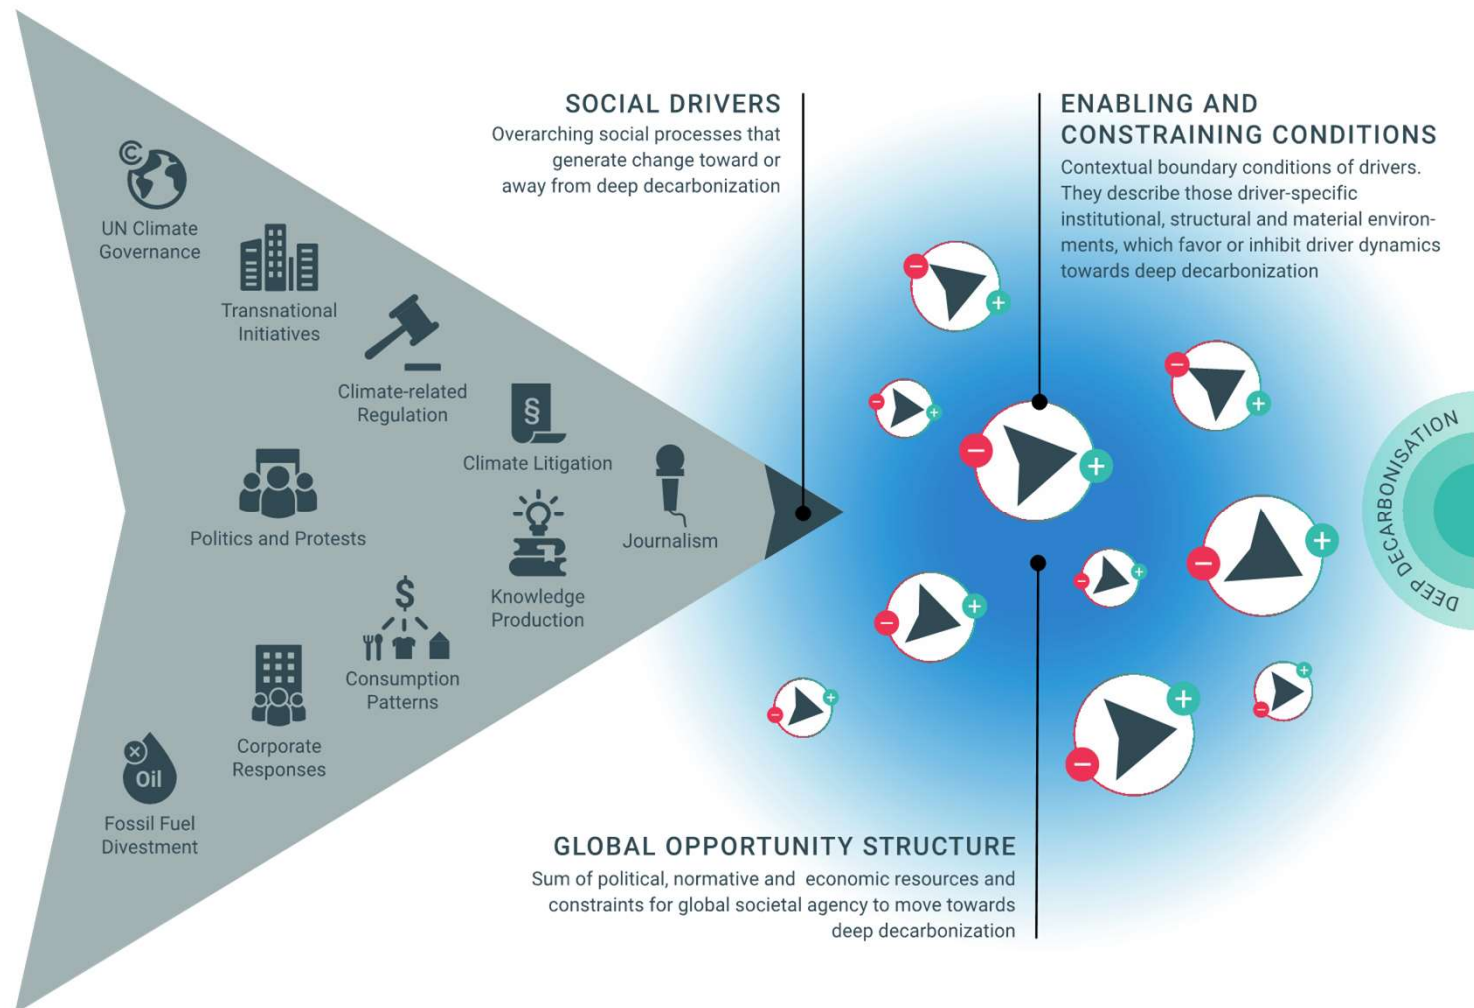 SOCIAL DRIVERS
Overarching social processes that
generate change toward or
away from deep decarbonization
ENABLING AND
CONSTRAINING CONDITIONS
Contextual boundary conditions of drivers.
They describe those driver-specific
institutional, structural and material environ-
ments, which favor or inhibit driver dynamics
towards deep decarbonization
©
UN Climate
Governance
Transnational
Initiatives
Climate-related
Regulation
§
Climate Litigation
Journalism
Politics and Protests
Knowledge
Production
$
Consumption
Patterns
Corporate
Responses
Oil
Fossil Fuel
Divestment
DEEP DECARBONISATION
GLOBAL OPPORTUNITY STRUCTURE
Sum of political, normative and  economic resources and
constraints for global societal agency to move towards
deep decarbonization